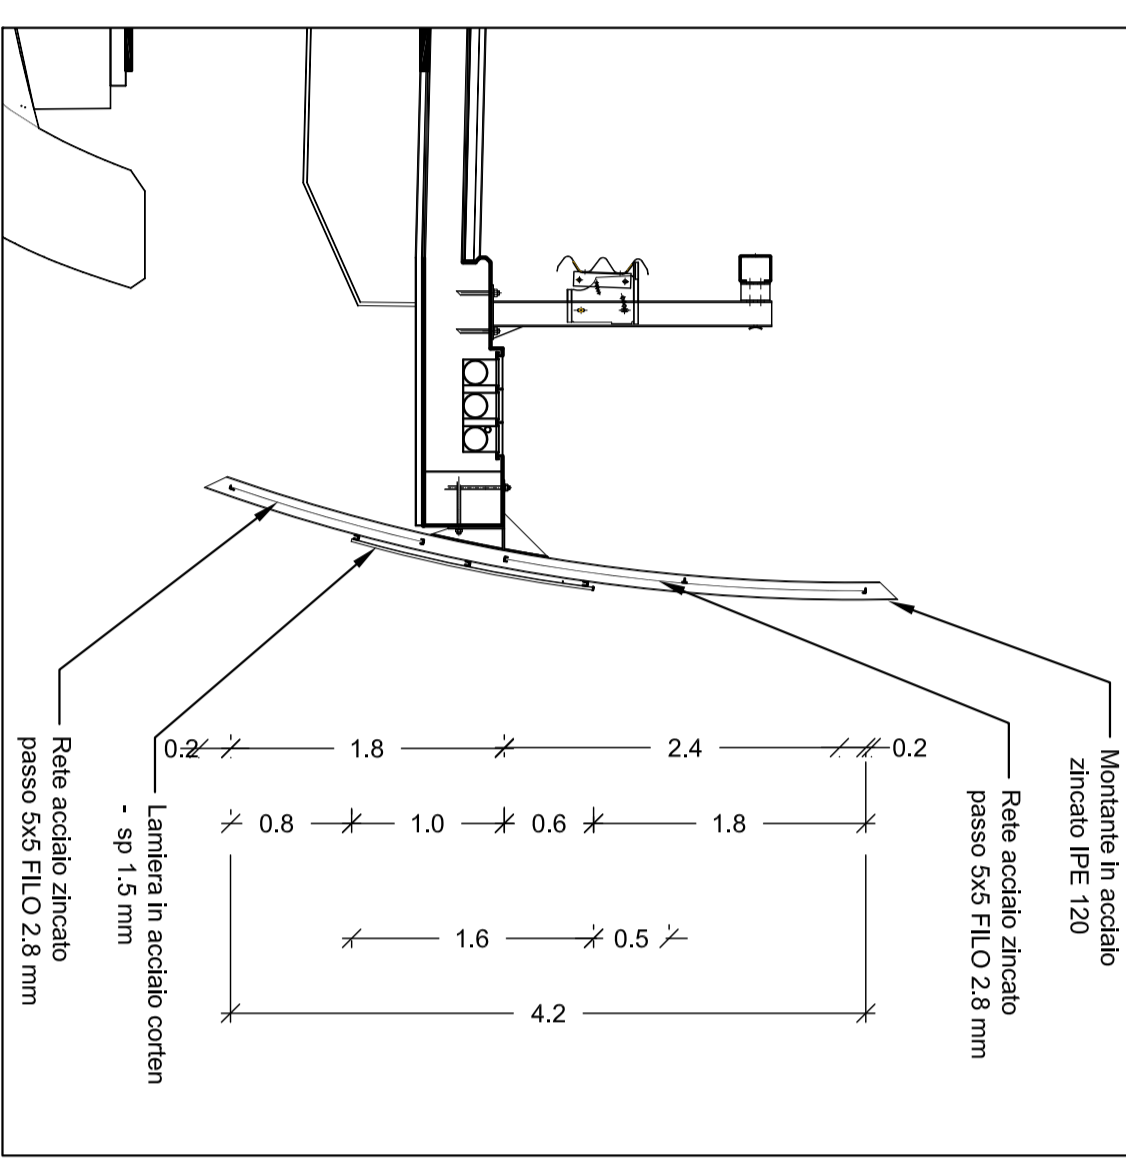 Montante in acciaio
zincato IPE 120
Rete acciaio zincato
passo 5x5 FILO 2.8 mm
Lamiera in acciaio corten
- sp 1.5 mm
Rete acciaio zincato
passo 5x5 FILO 2.8 mm
0.2 1.8 2.4 0.2
0.8 1.0 0.6 1.8
1.6 0.5
4.2